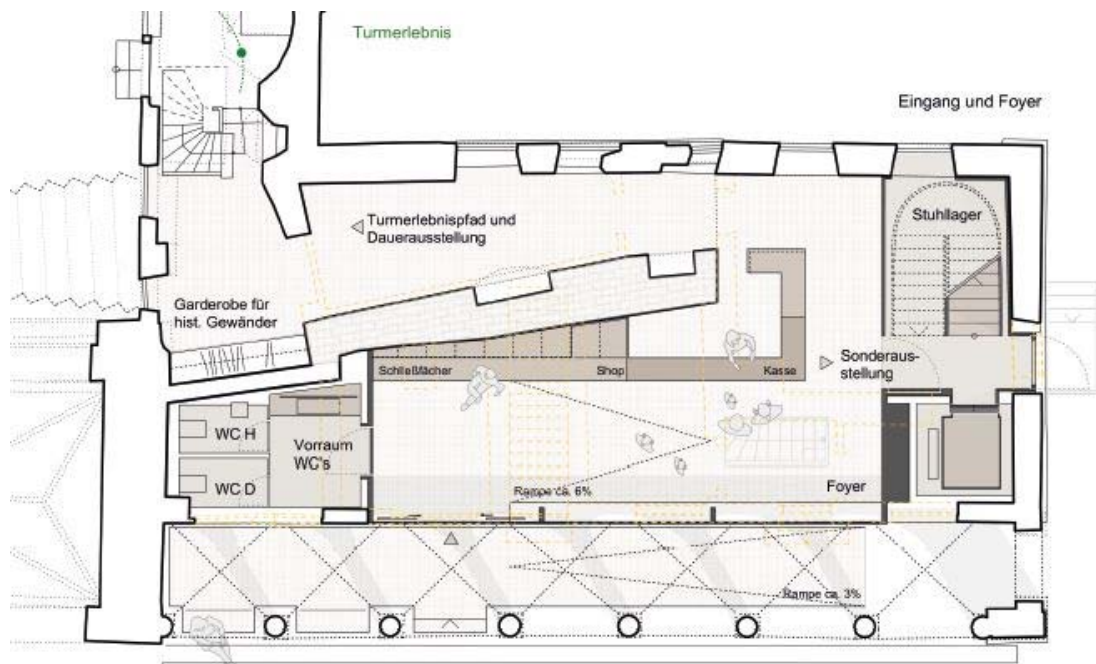 Turmerlebnis
Eingang und Foyer
Stuhllager
Turmerlebnispfad und
Dauerausstellung
Garderobe für
hist. Gewänder
Schließfächer
Shop
Kasse
Sonderaus-
stellung
WC H
Vorraum
WC's
WC D
Rampe ca. 6%
Foyer
Rampe ca. 3%